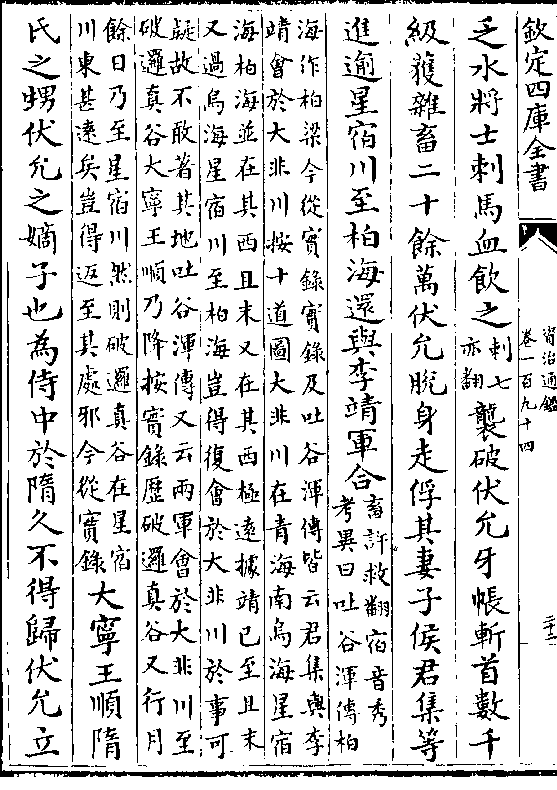 欽定四庫全書
資治通鑑
卷一百九十四
乏水將士刺馬血飲之刺七亦翻襲破伏允牙帳斬首數千
級獲雜畜二十餘萬伏允脫身走俘其妻子侯君集等
進逾星宿川至柏海還與李靖軍合畜許救翻宿音秀考異曰吐谷渾傳柏
海作柏梁今從實錄實錄及吐谷渾傳皆云君集與李
靖會於大非川按十道圖大非川在青海南烏海星宿
海柏海並在其西且末又在其西極遠據靖已至且末
又過烏海星宿川至柏海豈得復會於大非川於事可
疑故不敢著其地吐谷渾傳又云兩軍會於大非川至
破邏真谷大寧王順乃降按實錄歷破邏真谷又行月
餘日乃至星宿川然則破邏真谷在星宿
川東甚遠矣豈得返至其處邪今從實錄大寧王順隋
氏之甥伏允之嫡子也為侍中於隋久不得歸伏允立